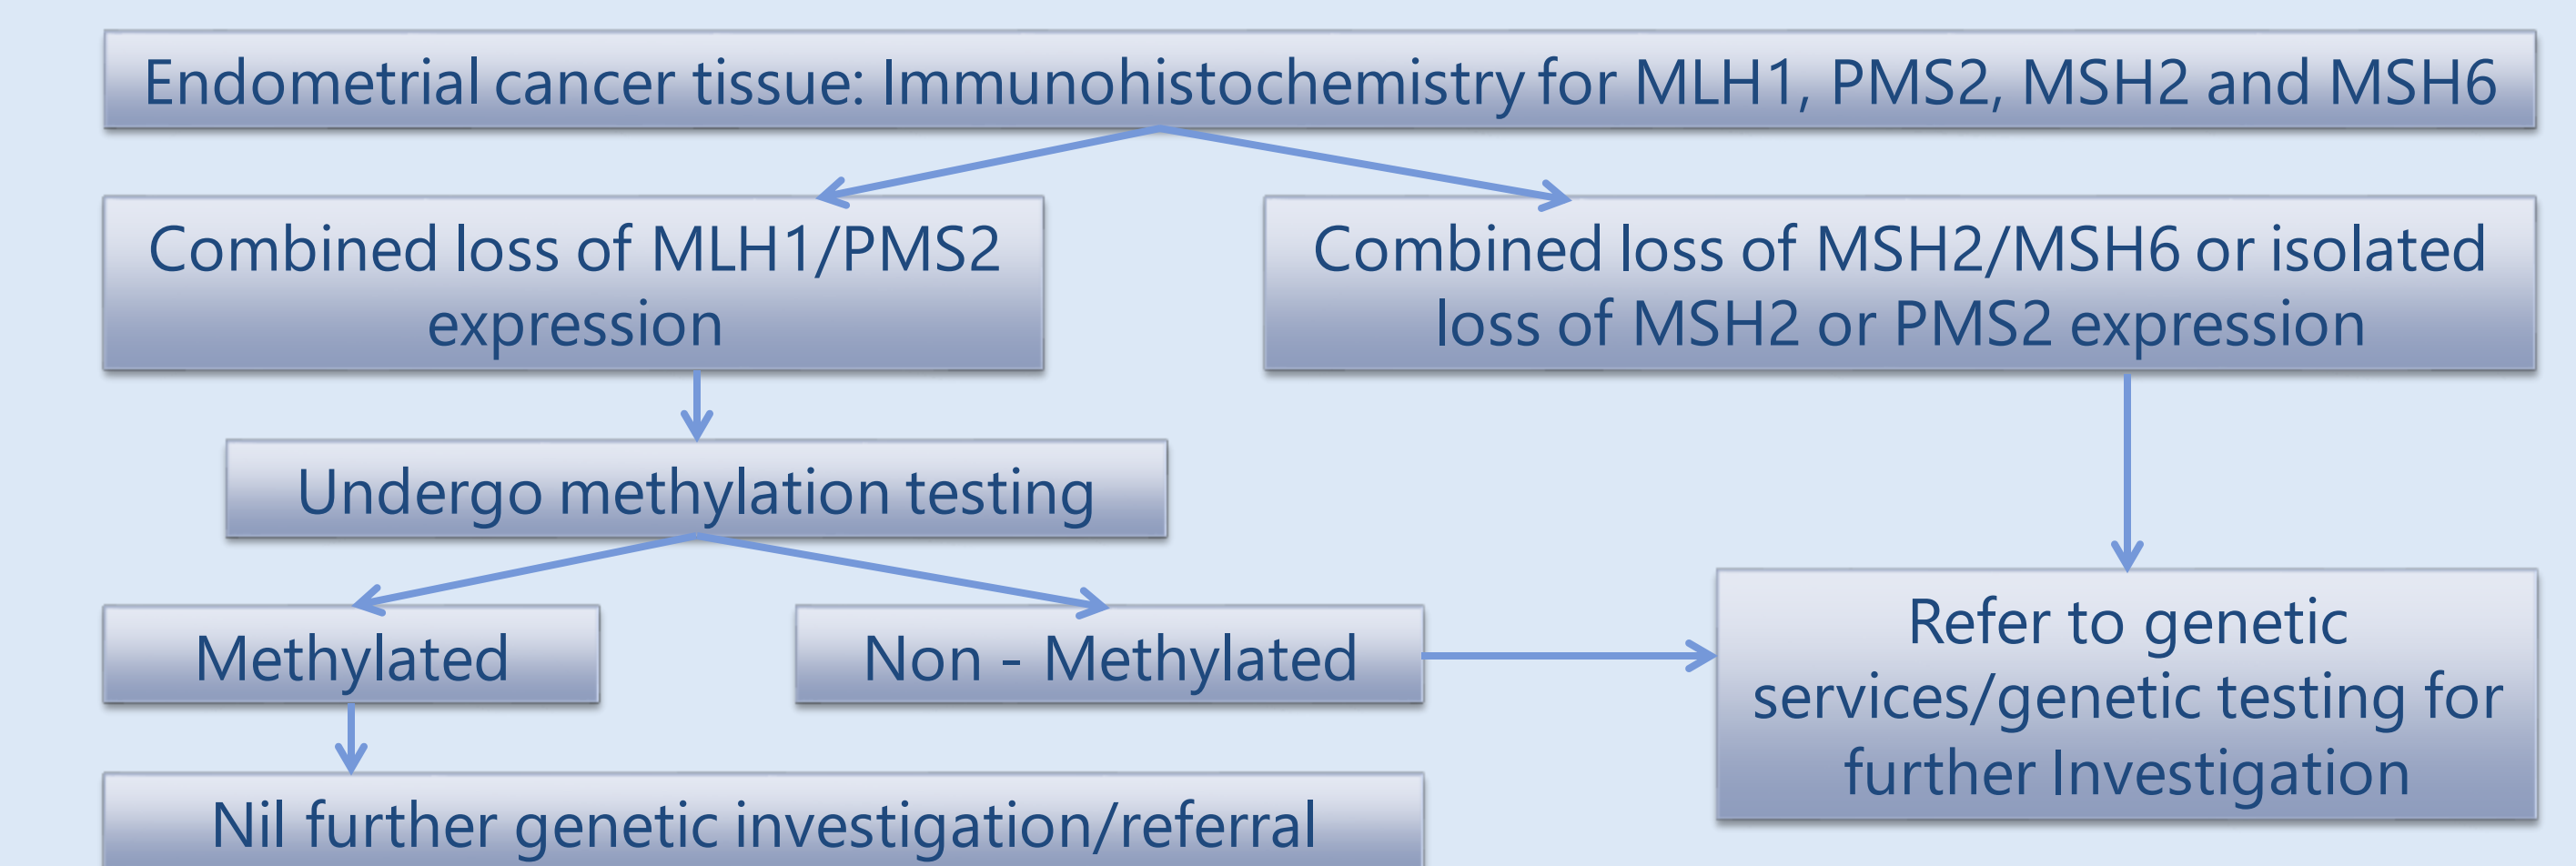 Endometrial cancer tissue: Immunohistochemistry for MLH1, PMS2, MSH2 and MSH6
Combined loss of MLH1/PMS2
expression
Combined loss of MSH2/MSH6 or isolated
loss of MSH2 or PMS2 expression
Undergo methylation testing
Methylated
Non - Methylated
Refer to genetic
services/genetic testing for
further Investigation
Nil further genetic investigation/referral